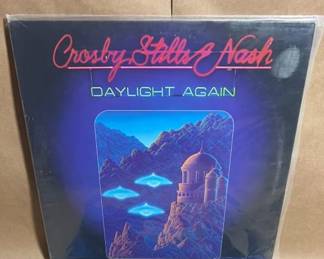 Crosby, Stills & Nash
DAYLIGHT AGAIN